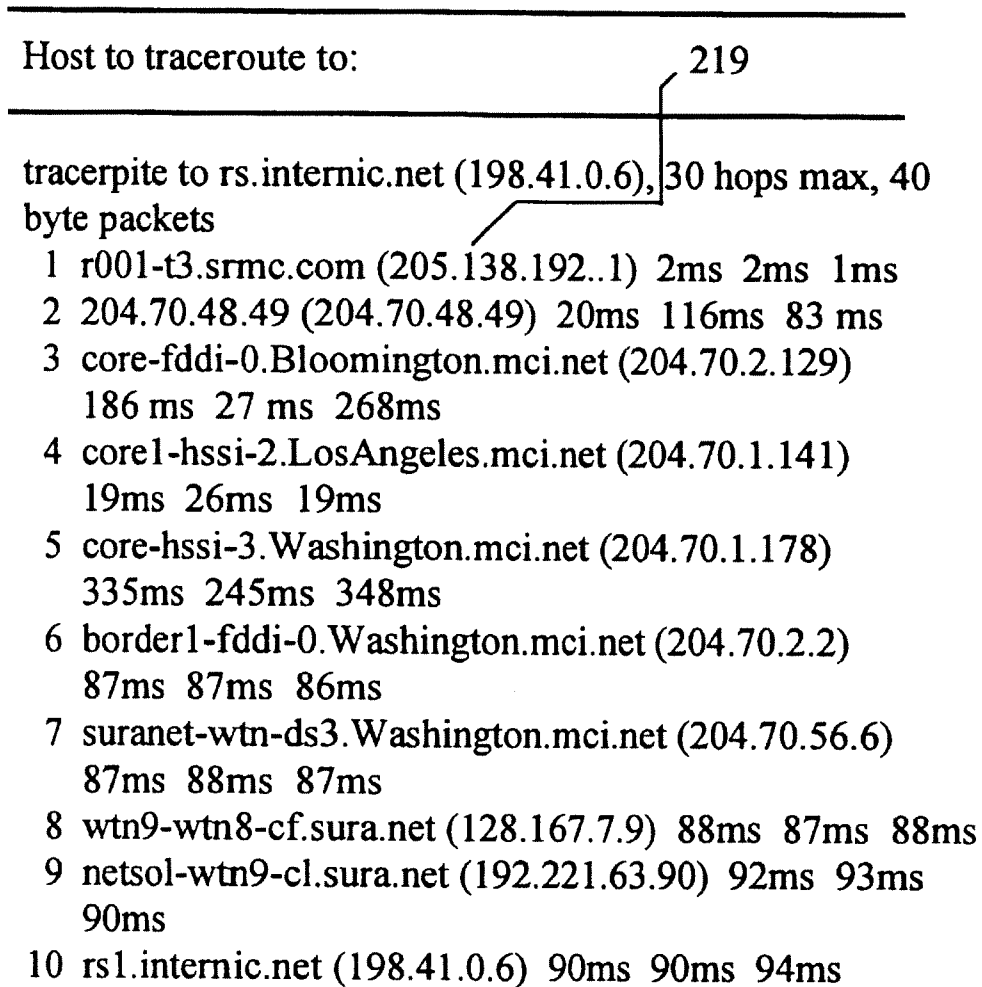 Host to traceroute to: 219
tracerpite to rs.internic.net (198.41.0.6), 30 hops max, 40
byte packets
1 r001-t3.srmc.com (205.138.192..1) 2ms 2ms 1ms
2 204.70.48.49 (204.70.48.49) 20ms 116ms 83 ms
3 core-fddi-0.Bloomington.mci.net (204.70.2.129)
186 ms 27 ms 268ms
4 core1-hssi-2.LosAngeles.mci.net (204.70.1.141)
19ms 26ms 19ms
5 core-hssi-3.Washington.mci.net (204.70.1.178)
335ms 245ms 348ms
6 border1-fddi-0.Washington.mci.net (204.70.2.2)
87ms 87ms 86ms
7 suranet-wtn-ds3.Washington.mci.net (204.70.56.6)
87ms 88ms 87ms
8 wtn9-wtn8-cf.sura.net (128.167.7.9) 88ms 87ms 88ms
9 netsol-wtn9-cl.sura.net (192.221.63.90) 92ms 93ms
90ms
10 rs1.internic.net (198.41.0.6) 90ms 90ms 94ms